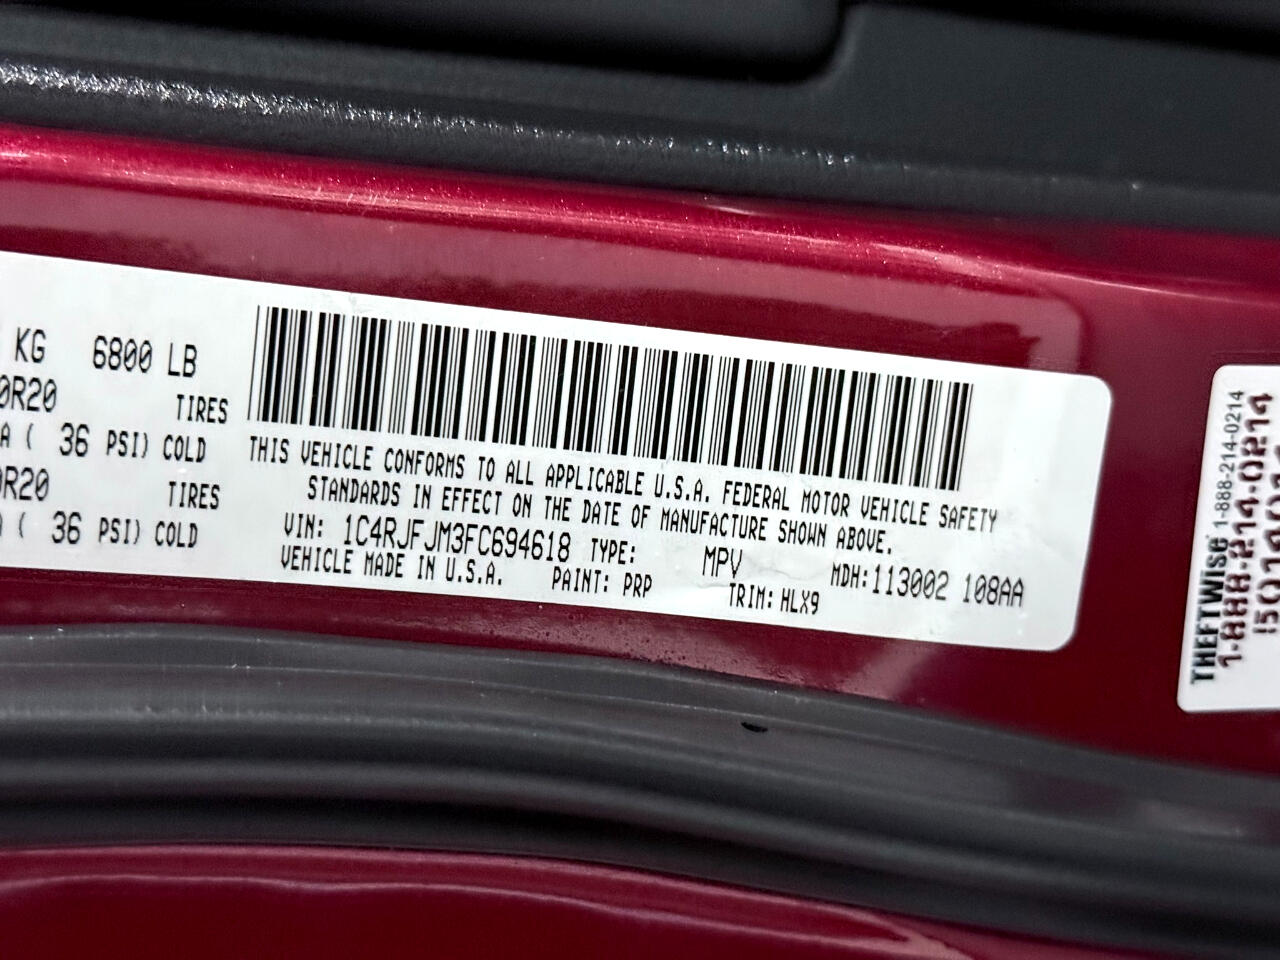 KG 6800 LB
0R20 TIRES
A ( 36 PSI) COLD
0R20 TIRES
( 36 PSI) COLD
THIS VEHICLE CONFORMS TO ALL APPLICABLE U.S.A. FEDERAL MOTOR VEHICLE SAFETY
STANDARDS IN EFFECT ON THE DATE OF MANUFACTURE SHOWN ABOVE.
VIN: 1C4RJFJM3FC694618 TYPE: MPV MDH:113002 108AA
VEHICLE MADE IN U.S.A. PAINT: PRP TRIM: HLX9
THEFTWISE 1-888-214-0214
1-888-214-0214